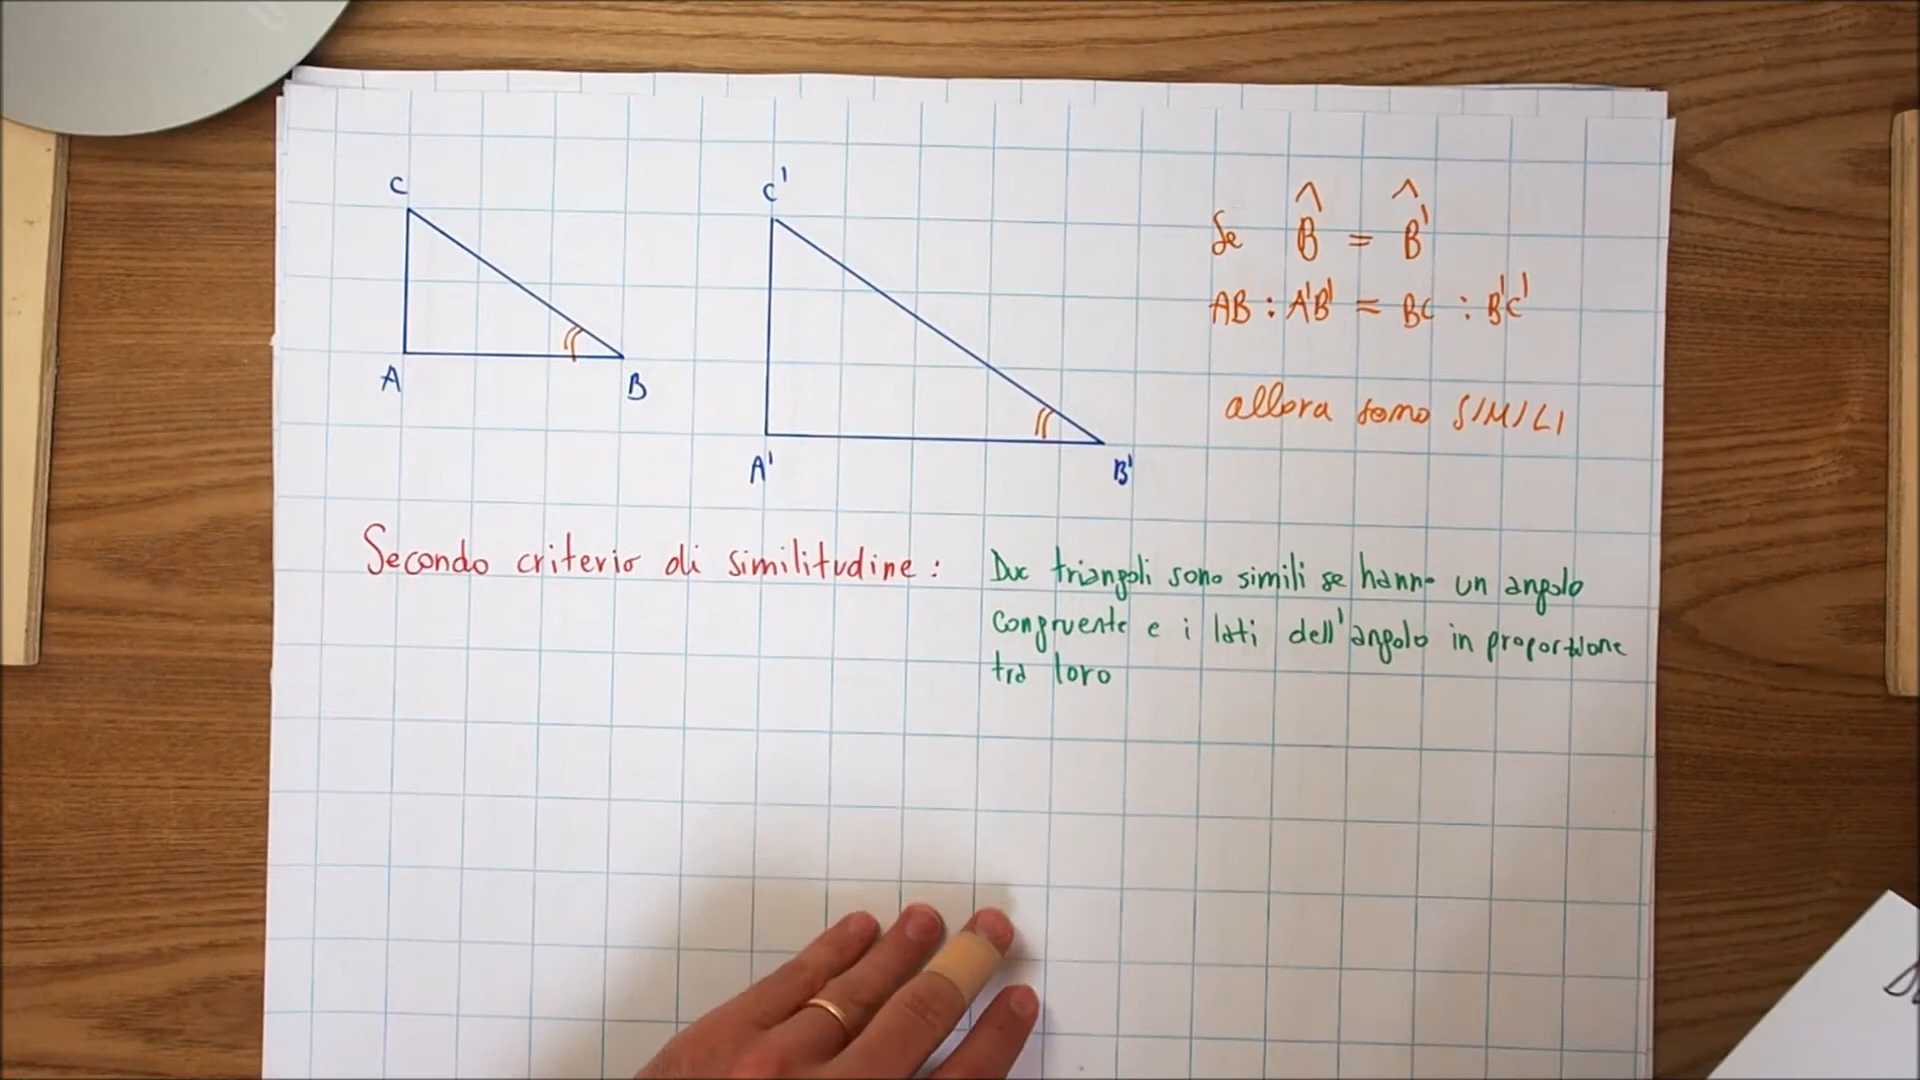 C
A
B
C'
A'
B'
Se B̂ = B̂'
AB : A'B' = BC : B'C'
allora sono SIMILI
Secondo criterio di similitudine :
Due triangoli sono simili se hanno un angolo
congruente e i lati dell'angolo in proporzione
tra loro